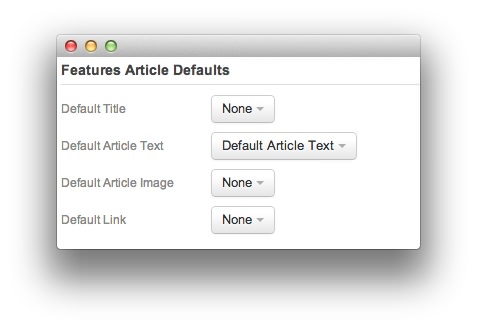 Features Article Defaults
Default Title None
Default Article Text Default Article Text
Default Article Image None
Default Link None